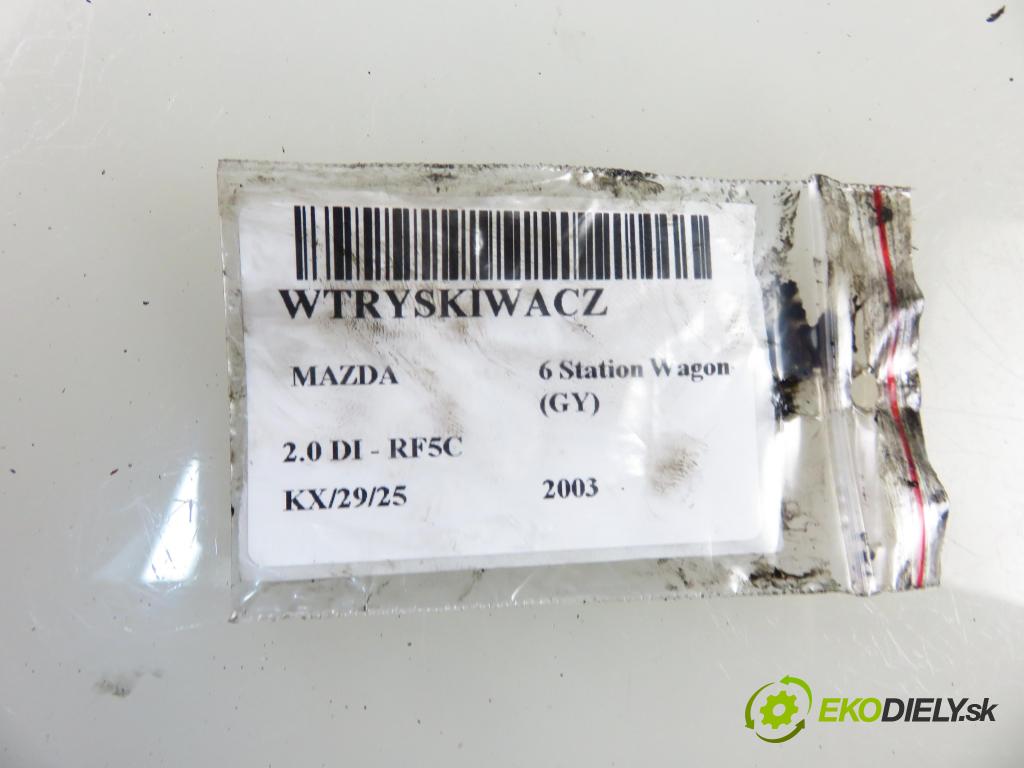 WTRYSKIWACZ
MAZDA
6 Station Wagon
(GY)
2.0 DI - RF5C
KX/29/25
2003
EKODIELY.sk